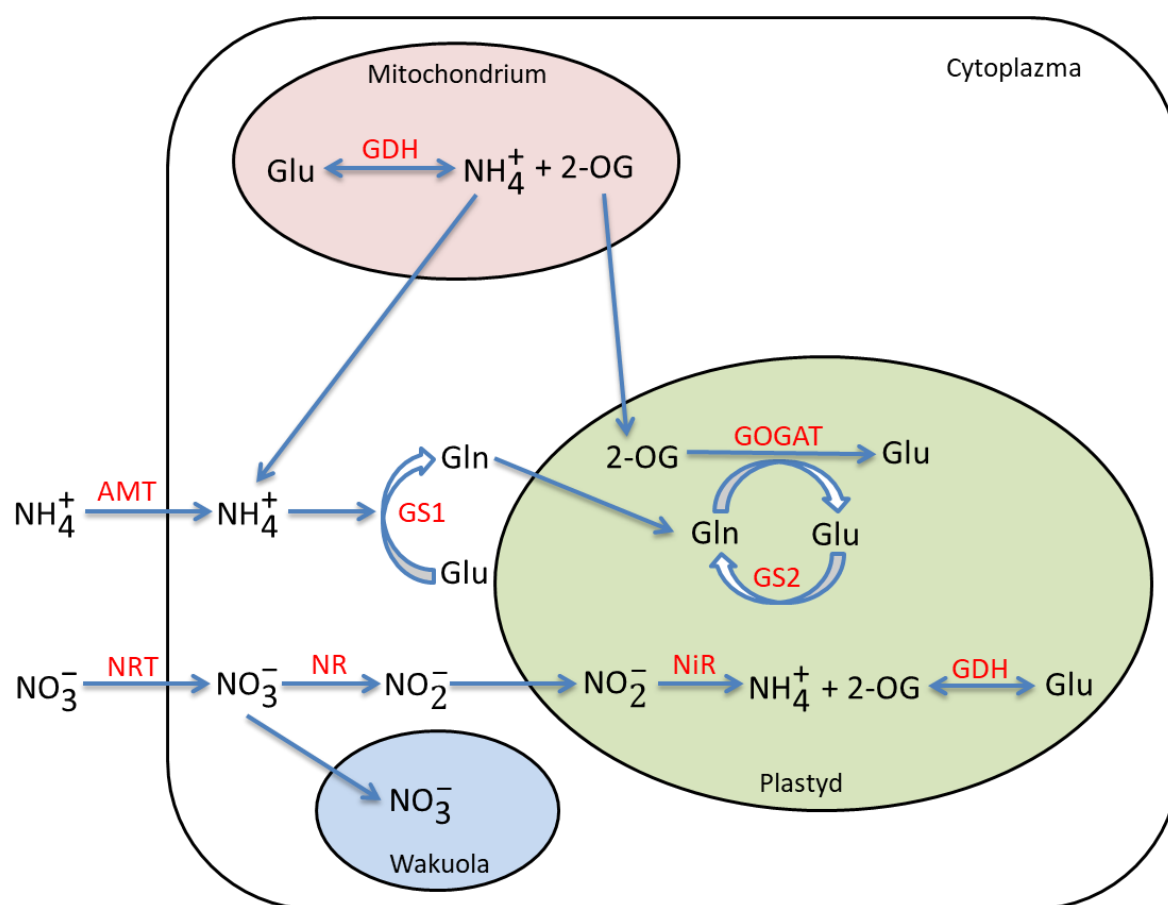 Cytoplazma
Mitochondrium
Glu GDH NH₄⁺ + 2-OG
2-OG GOGAT Glu
Gln
NH₄⁺ AMT NH₄⁺ GS1
Glu
Gln Glu
GS2
NO₃⁻ NRT NO₃⁻ NR NO₂⁻ NO₂⁻ NiR NH₄⁺ + 2-OG GDH Glu
Plastyd
NO₃⁻
Wakuola